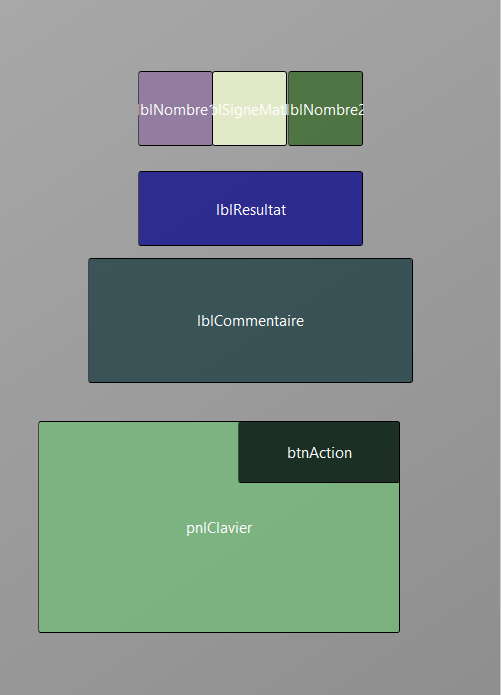 lblNombre1
lblSigneMat
lblNombre2
lblResultat
lblCommentaire
btnAction
pnlClavier